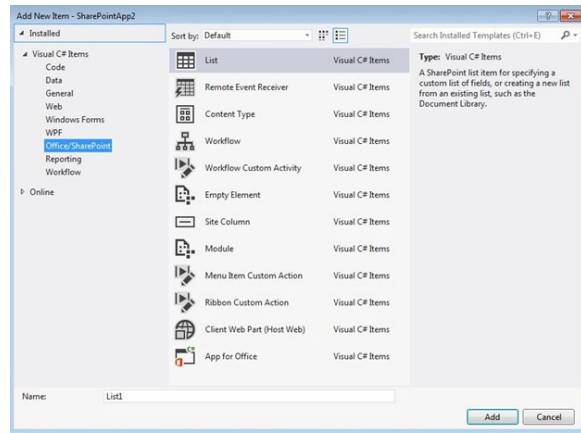 Add New Item - SharePointApp2
Installed
Sort by: Default
Search Installed Templates (Ctrl+E)
Visual C# Items
Code
Data
General
Web
Windows Forms
WPF
Office/SharePoint
Reporting
Workflow
Online
List Visual C# Items
Remote Event Receiver Visual C# Items
Content Type Visual C# Items
Workflow Visual C# Items
Workflow Custom Activity Visual C# Items
Empty Element Visual C# Items
Site Column Visual C# Items
Module Visual C# Items
Menu Item Custom Action Visual C# Items
Ribbon Custom Action Visual C# Items
Client Web Part (Host Web) Visual C# Items
App for Office Visual C# Items
Type: Visual C# Items
A SharePoint list item for specifying a
custom list of fields, or creating a new list
from an existing list, such as the
Document Library.
Name: List1
Add Cancel